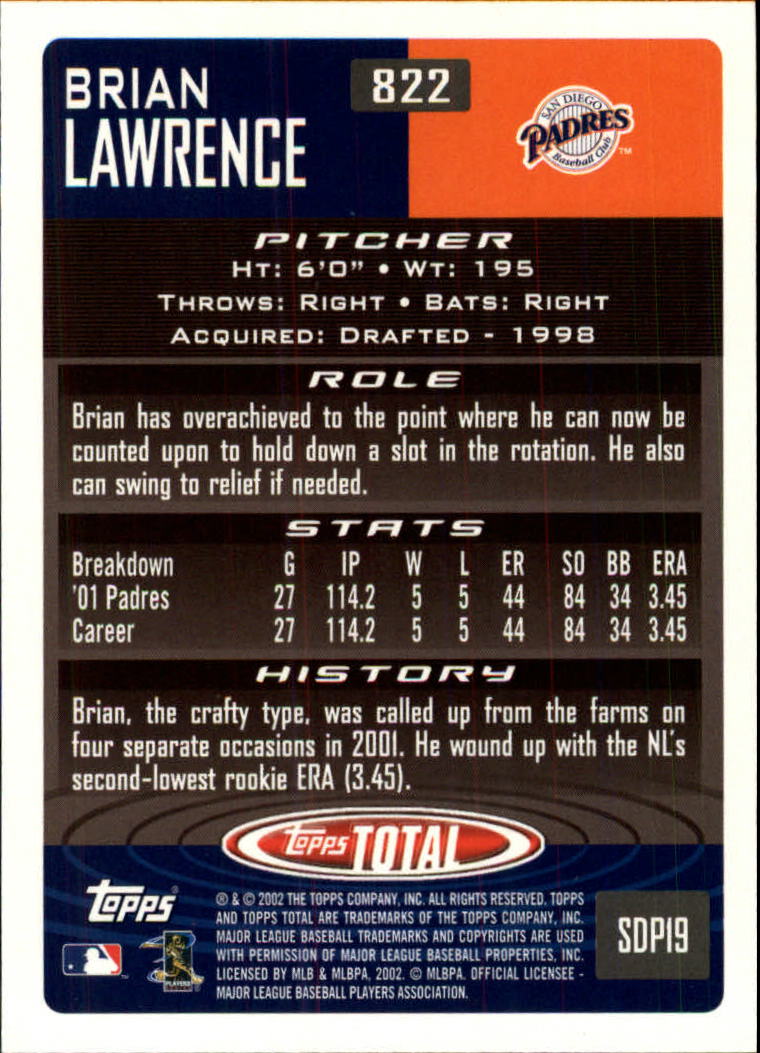 BRIAN
LAWRENCE
822
SAN DIEGO
PADRES
Baseball Club
TM
PITCHER
HT: 6'0" • WT: 195
THROWS: RIGHT • BATS: RIGHT
ACQUIRED: DRAFTED - 1998
ROLE
Brian has overachieved to the point where he can now be
counted upon to hold down a slot in the rotation. He also
can swing to relief if needed.
STATS
Breakdown G IP W L ER SO BB ERA
'01 Padres 27 114.2 5 5 44 84 34 3.45
Career 27 114.2 5 5 44 84 34 3.45
HISTORY
Brian, the crafty type, was called up from the farms on
four separate occasions in 2001. He wound up with the NL's
second-lowest rookie ERA (3.45).
Topps TOTAL
Topps®
® & © 2002 THE TOPPS COMPANY, INC. ALL RIGHTS RESERVED. TOPPS
AND TOPPS TOTAL ARE TRADEMARKS OF THE TOPPS COMPANY, INC.
MAJOR LEAGUE BASEBALL TRADEMARKS AND COPYRIGHTS ARE USED
WITH PERMISSION OF MAJOR LEAGUE BASEBALL PROPERTIES, INC.
LICENSED BY MLB & MLBPA, 2002. © MLBPA. OFFICIAL LICENSEE -
MAJOR LEAGUE BASEBALL PLAYERS ASSOCIATION.
SDP19